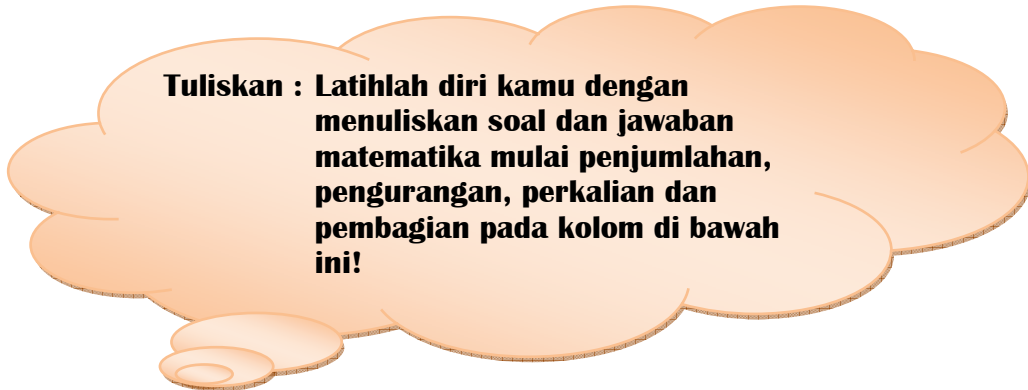 Tuliskan : Latihlah diri kamu dengan
menuliskan soal dan jawaban
matematika mulai penjumlahan,
pengurangan, perkalian dan
pembagian pada kolom di bawah
ini!